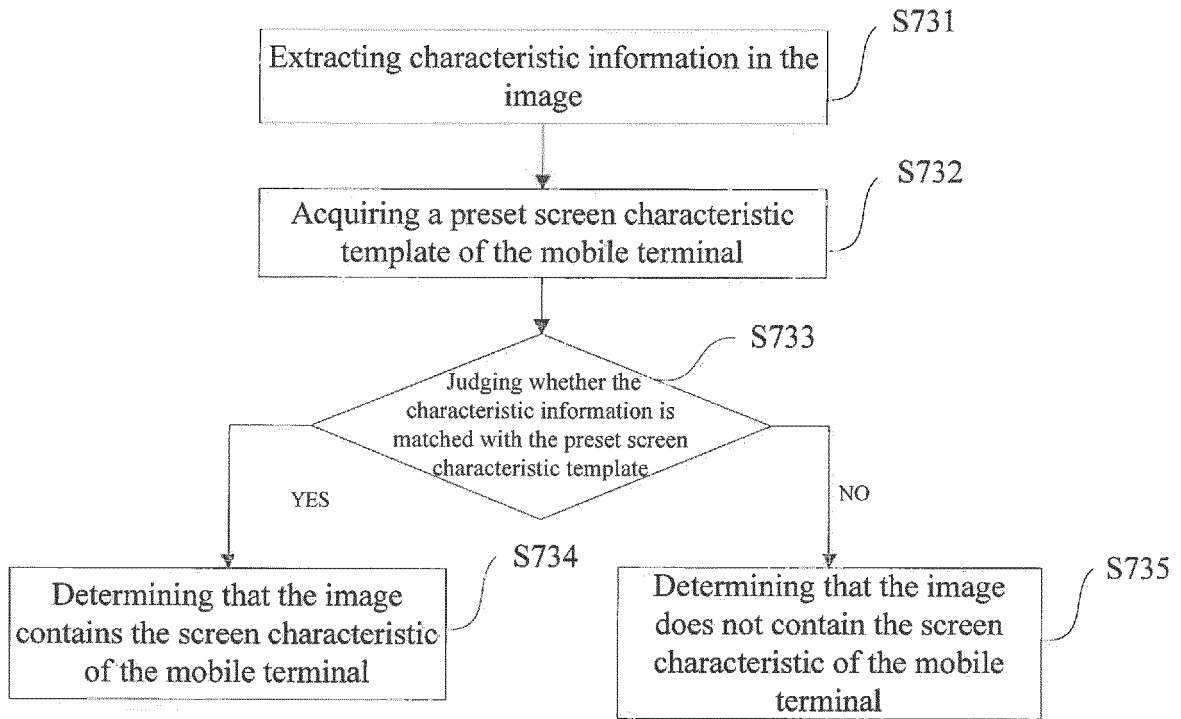 S731
Extracting characteristic information in the
image
S732
Acquiring a preset screen characteristic
template of the mobile terminal
S733
Judging whether the
characteristic information is
matched with the preset screen
characteristic template
YES
NO
S734
Determining that the image
contains the screen characteristic
of the mobile terminal
S735
Determining that the image
does not contain the screen
characteristic of the mobile
terminal